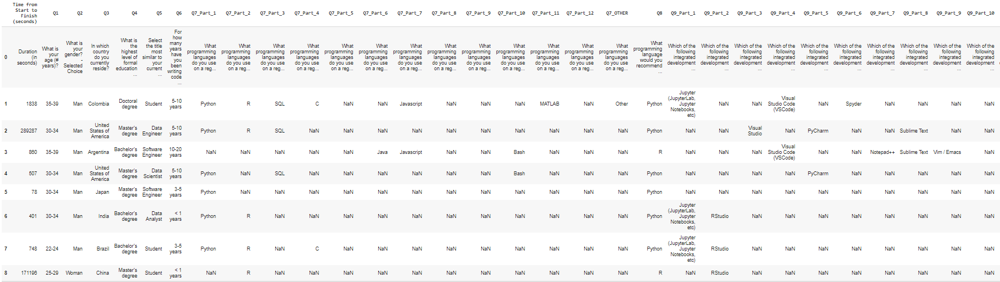 Time from Start to Finish (seconds) Q1 Q2 Q3 Q4 Q5 Q6 Q7_Part_1 Q7_Part_2 Q7_Part_3 Q7_Part_4 Q7_Part_5 Q7_Part_6 Q7_Part_7 Q7_Part_8 Q7_Part_9 Q7_Part_10 Q7_Part_11 Q7_Part_12 Q7_OTHER Q8 Q9_Part_1 Q9_Part_2 Q9_Part_3 Q9_Part_4 Q9_Part_5 Q9_Part_6 Q9_Part_7 Q9_Part_8 Q9_Part_9 Q9_Part_10
0 Duration (in seconds) What is your age (# years)? What is your gender? - Selected Choice In which country do you currently reside? What is the highest level of formal education ... Select the title most similar to your current ... For how many years have you been writing code ... What programming languages do you use on a reg... What programming languages do you use on a reg... What programming languages do you use on a reg... What programming languages do you use on a reg... What programming languages do you use on a reg... What programming languages do you use on a reg... What programming languages do you use on a reg... What programming languages do you use on a reg... What programming languages do you use on a reg... What programming languages do you use on a reg... What programming languages do you use on a reg... What programming languages do you use on a reg... What programming languages do you use on a reg... What programming language would you recommend ... Which of the following integrated development ... Which of the following integrated development ... Which of the following integrated development ... Which of the following integrated development ... Which of the following integrated development ... Which of the following integrated development ... Which of the following integrated development ... Which of the following integrated development ... Which of the following integrated development ... Which of the following integrated development ...
1 1838 35-39 Man Colombia Doctoral degree Student 5-10 years Python R SQL C NaN NaN Javascript NaN NaN NaN MATLAB NaN Other Python Jupyter (JupyterLab, Jupyter Notebooks, etc) NaN NaN Visual Studio Code (VSCode) NaN Spyder NaN NaN NaN NaN
2 289287 30-34 Man United States of America Master's degree Data Engineer 5-10 years Python R SQL NaN NaN NaN NaN NaN NaN NaN NaN NaN NaN Python NaN NaN Visual Studio NaN PyCharm NaN NaN Sublime Text NaN NaN
3 860 35-39 Man Argentina Bachelor's degree Software Engineer 10-20 years NaN NaN NaN NaN NaN Java Javascript NaN NaN Bash NaN NaN NaN R NaN NaN NaN Visual Studio Code (VSCode) NaN NaN Notepad++ Sublime Text Vim / Emacs NaN
4 507 30-34 Man United States of America Master's degree Data Scientist 5-10 years Python NaN SQL NaN NaN NaN NaN NaN NaN Bash NaN NaN NaN Python NaN NaN NaN NaN PyCharm NaN NaN NaN NaN NaN
5 78 30-34 Man Japan Master's degree Software Engineer 3-5 years Python NaN NaN NaN NaN NaN NaN NaN NaN NaN NaN NaN NaN Python NaN NaN NaN NaN NaN NaN NaN NaN NaN NaN
6 401 30-34 Man India Bachelor's degree Data Analyst < 1 years Python R NaN NaN NaN NaN NaN NaN NaN NaN NaN NaN NaN Python Jupyter (JupyterLab, Jupyter Notebooks, etc) RStudio NaN NaN NaN NaN NaN NaN NaN NaN
7 748 22-24 Man Brazil Bachelor's degree Student 3-5 years Python R NaN C NaN NaN NaN NaN NaN NaN NaN NaN NaN Python Jupyter (JupyterLab, Jupyter Notebooks, etc) RStudio NaN NaN NaN NaN NaN NaN NaN NaN
8 171196 25-29 Woman China Master's degree Student < 1 years NaN R NaN NaN NaN NaN NaN NaN NaN NaN NaN NaN NaN R NaN RStudio NaN NaN NaN NaN NaN NaN NaN NaN